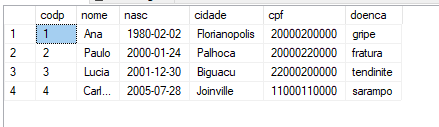 codp nome nasc cidade cpf doenca
1 1 Ana 1980-02-02 Florianopolis 20000200000 gripe
2 2 Paulo 2000-01-24 Palhoca 20000220000 fratura
3 3 Lucia 2001-12-30 Biguacu 22000200000 tendinite
4 4 Carl... 2005-07-28 Joinville 11000110000 sarampo